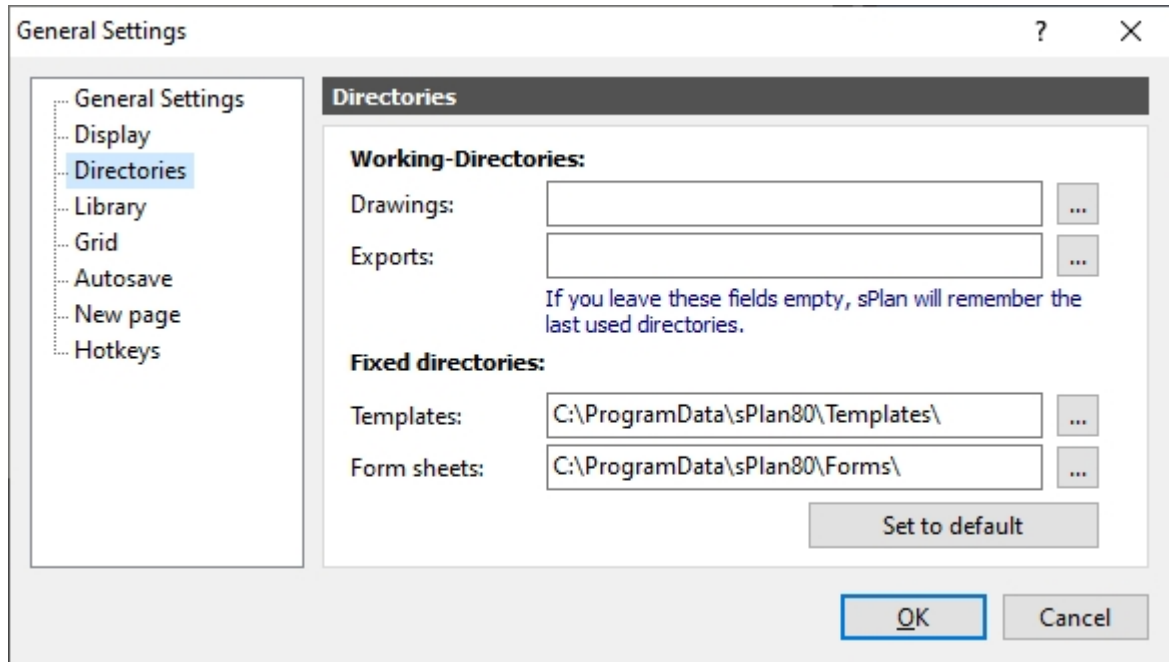 General Settings
General Settings
Display
Directories
Library
Grid
Autosave
New page
Hotkeys
Directories
Working-Directories:
Drawings:
...
Exports:
...
If you leave these fields empty, sPlan will remember the
last used directories.
Fixed directories:
Templates: C:\ProgramData\sPlan80\Templates\ ...
Form sheets: C:\ProgramData\sPlan80\Forms\ ...
Set to default
OK Cancel